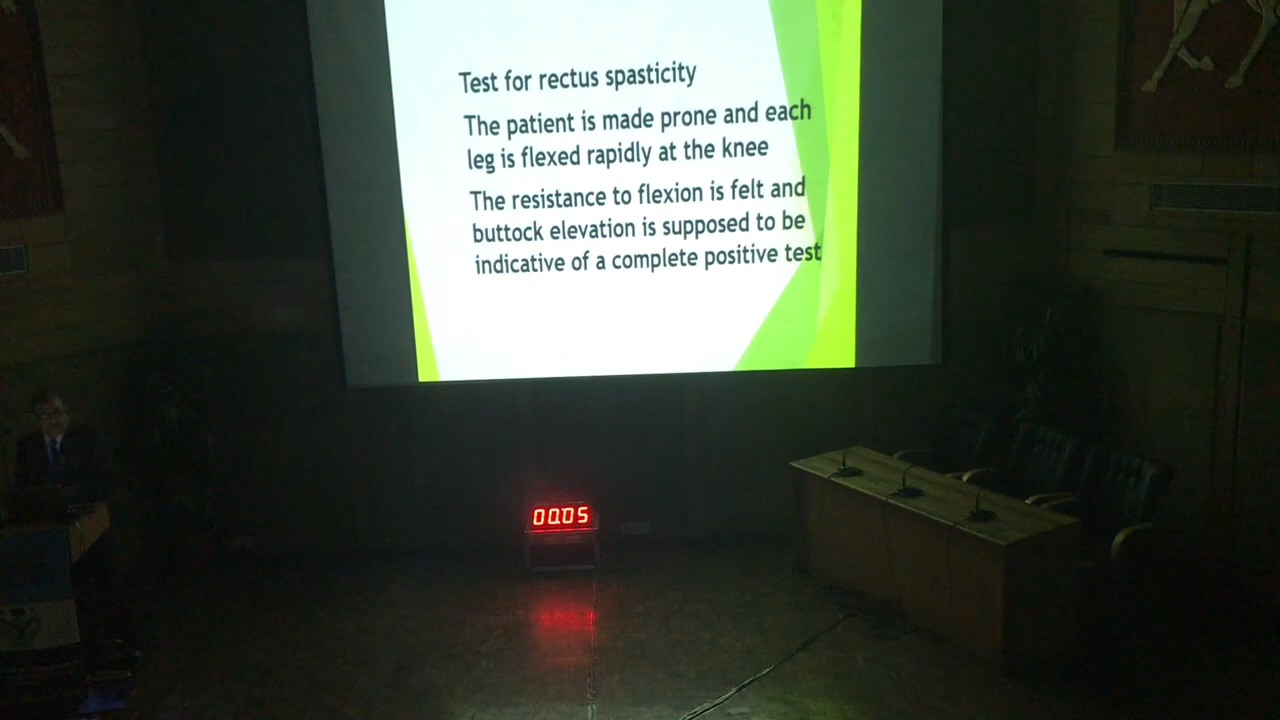 Test for rectus spasticity
The patient is made prone and each
leg is flexed rapidly at the knee
The resistance to flexion is felt and
buttock elevation is supposed to be
indicative of a complete positive test
00:05